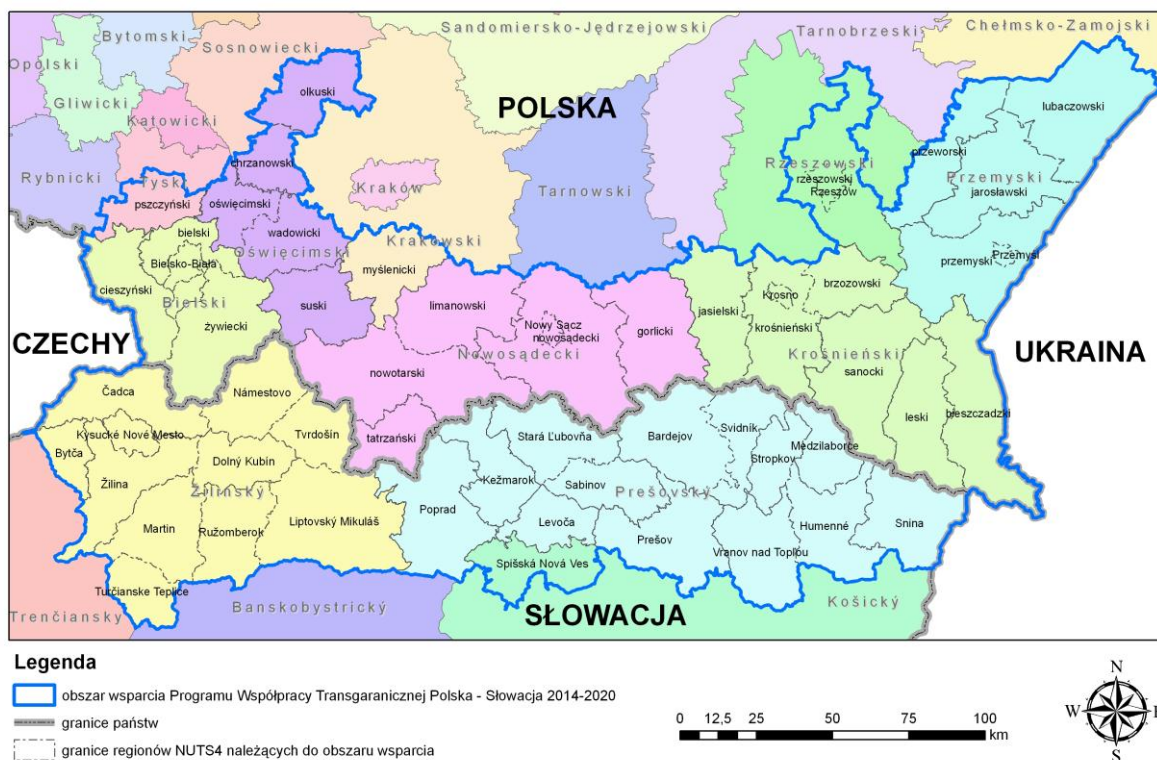 Sandomiersko-Jędrzejowski
Chełmsko-Zamojski
Bytomski
Sosnowiecki
Tarnobrzeski
Opolski
olkuski
POLSKA
lubaczowski
Gliwicki
Katowicki
przeworski
chrzanowski
Rzeszowski
Rybnicki
Tyski
Kraków
Tarnowski
rzeszowski
Rzeszów
Przemyski
jarosławski
pszczyński
oświęcimski
bielski
wadowicki
Oświęcimski
Krakowski
Bielsko-Biała
myślenicki
przemyski
Przemyśl
cieszyński
Bielski
suski
limanowski
jasielski
Krosno
brzozowski
żywiecki
Nowy Sącz
nowosądecki
gorlicki
krośnieński
CZECHY
Nowosądecki
Krośnieński
UKRAINA
nowotarski
sanocki
Čadca
Námestovo
leski
bieszczadzki
tatrzański
Stará Ľubovňa
Bardejov
Svidník
Medzilaborce
Kysucké Nové Mesto
Tvrdošín
Stropkov
Bytča
Dolný Kubín
Žilina
Žilinský
Kežmarok
Sabinov
Prešovský
Poprad
Martin
Ružomberok
Liptovský Mikuláš
Levoča
Prešov
Humenné
Snina
Vranov nad Topľou
Spišská Nová Ves
Turčianske Teplice
Trenčiansky
Banskobystrický
SŁOWACJA
Košický
Legenda
obszar wsparcia Programu Współpracy Transgaranicznej Polska - Słowacja 2014-2020
granice państw
granice regionów NUTS4 należących do obszaru wsparcia
0 12,5 25 50 75 100
km
N
W E
S